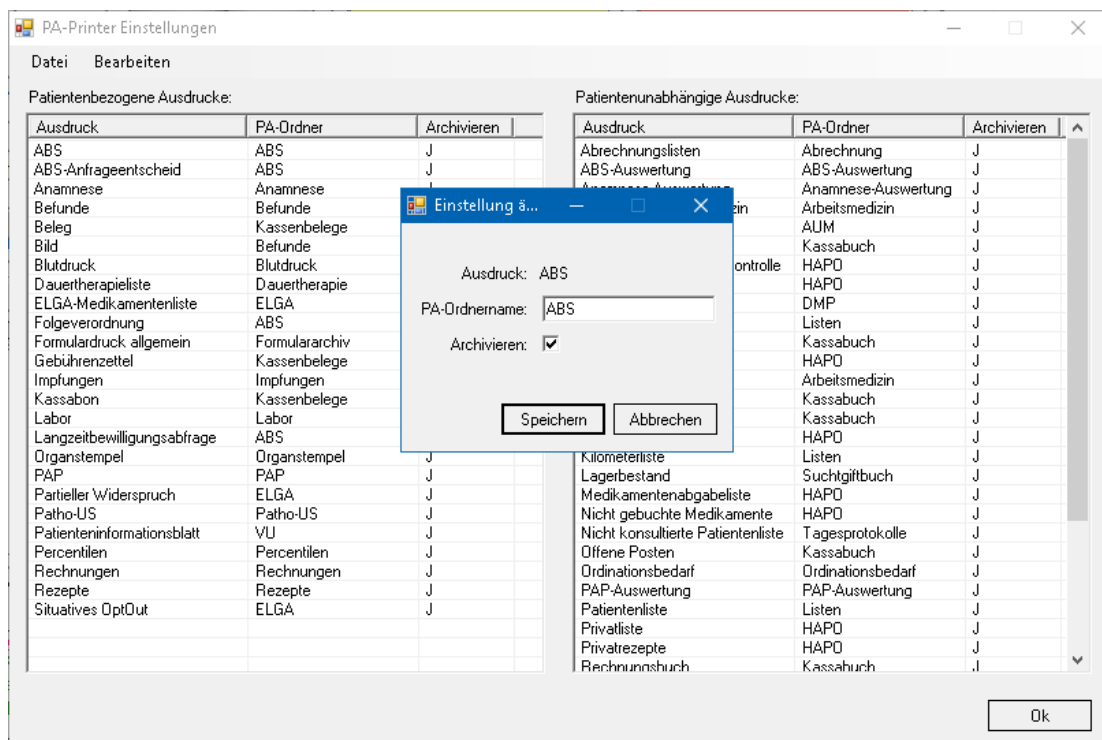 PA-Printer Einstellungen
Datei Bearbeiten
Patientenbezogene Ausdrucke:
Ausdruck PA-Ordner Archivieren
ABS ABS J
ABS-Anfrageentscheid ABS J
Anamnese Anamnese
Befunde Befunde
Beleg Kassenbelege
Bild Befunde
Blutdruck Blutdruck
Dauertherapieliste Dauertherapie
ELGA-Medikamentenliste ELGA
Folgeverordnung ABS
Formulardruck allgemein Formulararchiv
Gebührenzettel Kassenbelege
Impfungen Impfungen
Kassabon Kassenbelege
Labor Labor
Langzeitbewilligungsabfrage ABS
Organstempel Organstempel J
PAP PAP J
Partieller Widerspruch ELGA J
Patho-US Patho-US J
Patienteninformationsblatt VU J
Percentilen Percentilen J
Rechnungen Rechnungen J
Rezepte Rezepte J
Situatives OptOut ELGA J
Patientenunabhängige Ausdrucke:
Ausdruck PA-Ordner Archivieren
Abrechnungslisten Abrechnung J
ABS-Auswertung ABS-Auswertung J
Anamnese-Auswertung Anamnese-Auswertung J
zin Arbeitsmedizin J
AUM J
Kassabuch J
ontrolle HAPO J
HAPO J
DMP J
Listen J
Kassabuch J
HAPO J
Arbeitsmedizin J
Kassabuch J
Kassabuch J
HAPO J
Kilometerliste Listen J
Lagerbestand Suchtgiftbuch J
Medikamentenabgabeliste HAPO J
Nicht gebuchte Medikamente HAPO J
Nicht konsultierte Patientenliste Tagesprotokolle J
Offene Posten Kassabuch J
Ordinationsbedarf Ordinationsbedarf J
PAP-Auswertung PAP-Auswertung J
Patientenliste Listen J
Privatliste HAPO J
Privatrezepte HAPO J
Rechnungsbuch Kassabuch J
Einstellung ä...
Ausdruck: ABS
PA-Ordnername: ABS
Archivieren:
Speichern Abbrechen
Ok